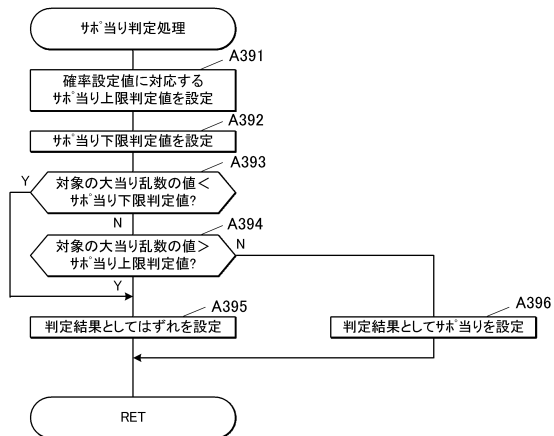 サポ当り判定処理
A391
確率設定値に対応する
サポ当り上限判定値を設定
A392
サポ当り下限判定値を設定
A393
Y
対象の大当り乱数の値<
サポ当り下限判定値?
N
A394
対象の大当り乱数の値>
サポ当り上限判定値?
N
Y
A395
判定結果としてはずれを設定
A396
判定結果としてサポ当りを設定
RET